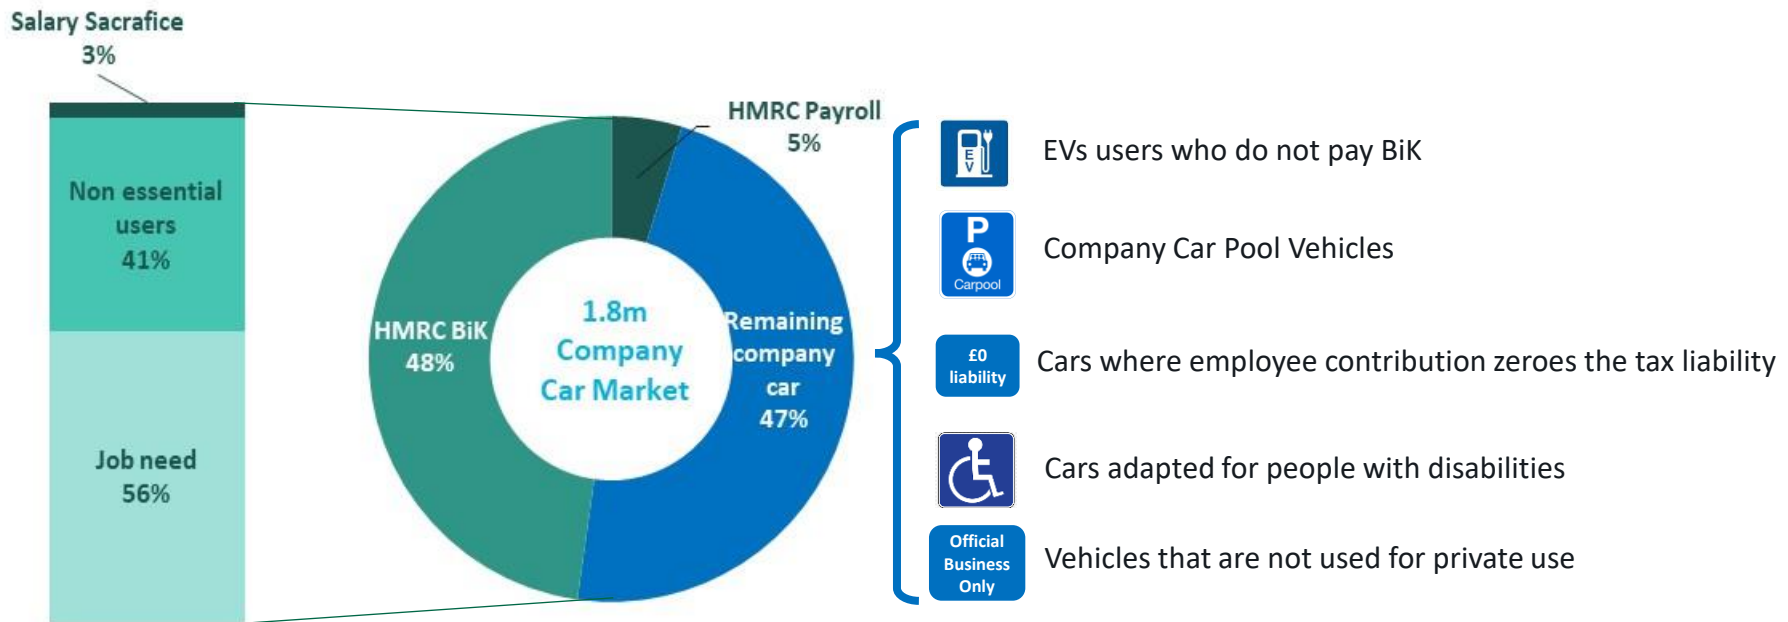 Salary Sacrafice
3%
Non essential
users
41%
Job need
56%
HMRC Payroll
5%
HMRC BiK
48%
1.8m
Company
Car Market
Remaining
company
car
47%
E
V
EVs users who do not pay BiK
P
Carpool
Company Car Pool Vehicles
£0
liability
Cars where employee contribution zeroes the tax liability
Cars adapted for people with disabilities
Official
Business
Only
Vehicles that are not used for private use